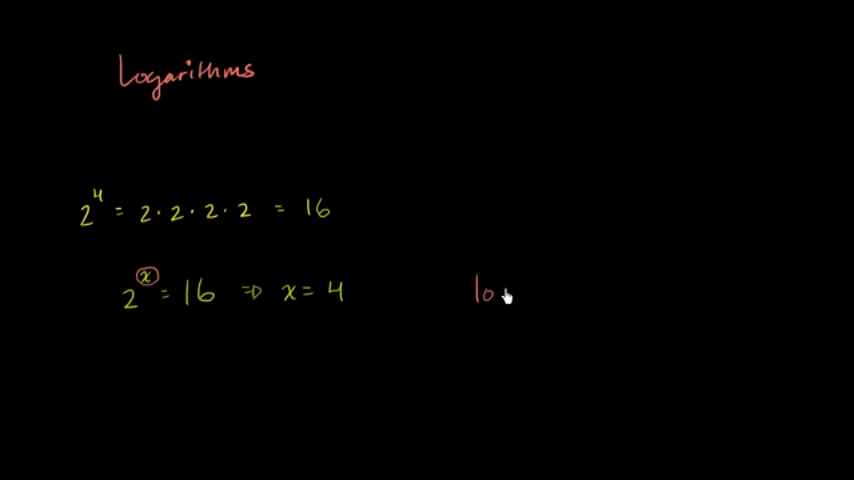 Logarithms
2^4 = 2 · 2 · 2 · 2 = 16
2^x = 16 ⇒ x = 4 lo